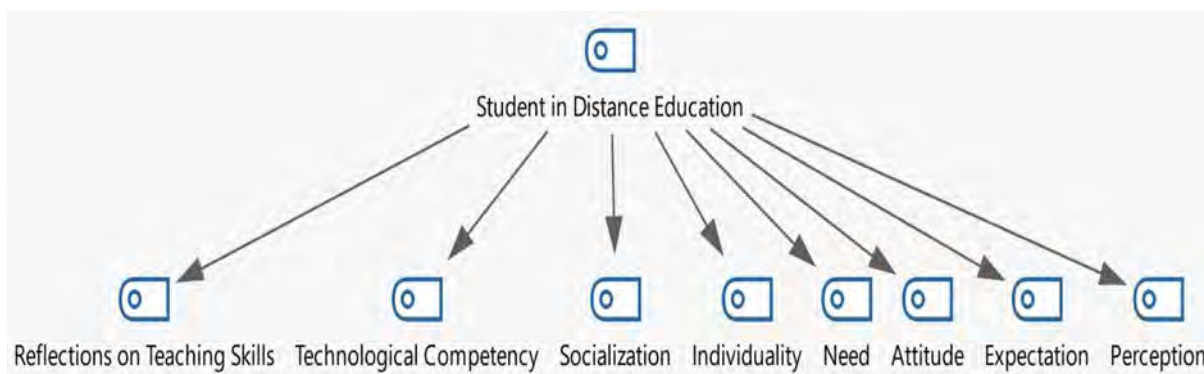 Student in Distance Education
Reflections on Teaching Skills Technological Competency Socialization Individuality Need Attitude Expectation Perception